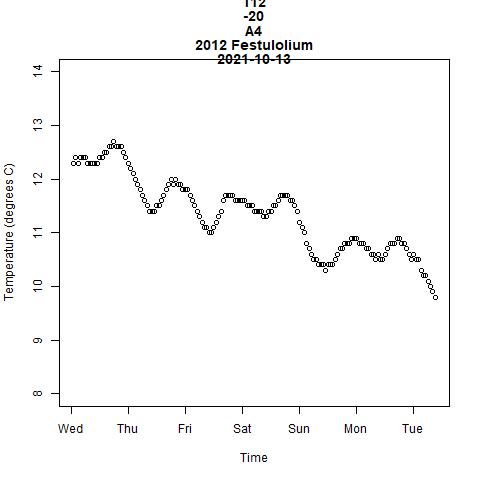 T12
-20
A4
2012 Festulolium
2021-10-13
14
13
12
11
10
9
8
Temperature (degrees C)
Wed Thu Fri Sat Sun Mon Tue
Time